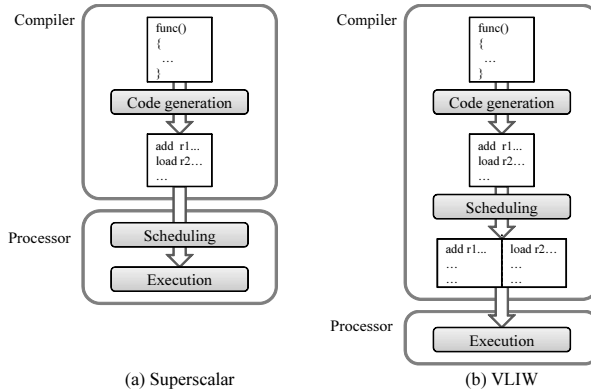 Compiler
func()
{
...
}
Code generation
add r1...
load r2...
...
Processor
Scheduling
Execution
(a) Superscalar
Compiler
func()
{
...
}
Code generation
add r1...
load r2...
...
Scheduling
add r1...
...
...
load r2...
...
...
Processor
Execution
(b) VLIW